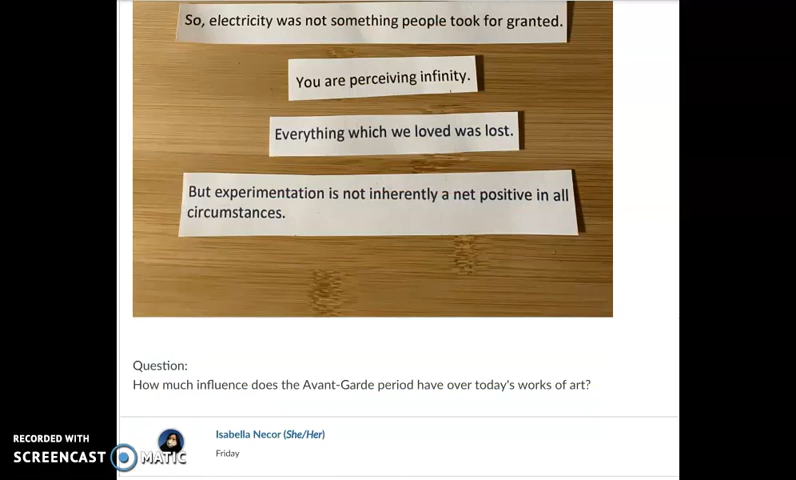 So, electricity was not something people took for granted.
You are perceiving infinity.
Everything which we loved was lost.
But experimentation is not inherently a net positive in all
circumstances.
Question:
How much influence does the Avant-Garde period have over today's works of art?
Isabella Necor (She/Her)
Friday
RECORDED WITH
SCREENCAST MATIC